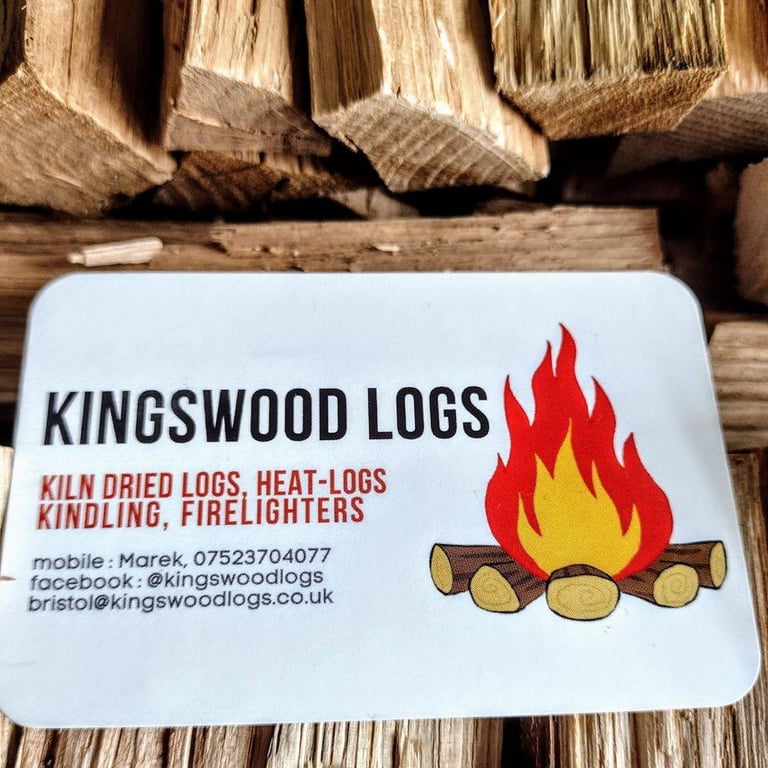 KINGSWOOD LOGS
KILN DRIED LOGS, HEAT-LOGS
KINDLING, FIRELIGHTERS
mobile : Marek, 07523704077
facebook : @kingswoodlogs
bristol@kingswoodlogs.co.uk